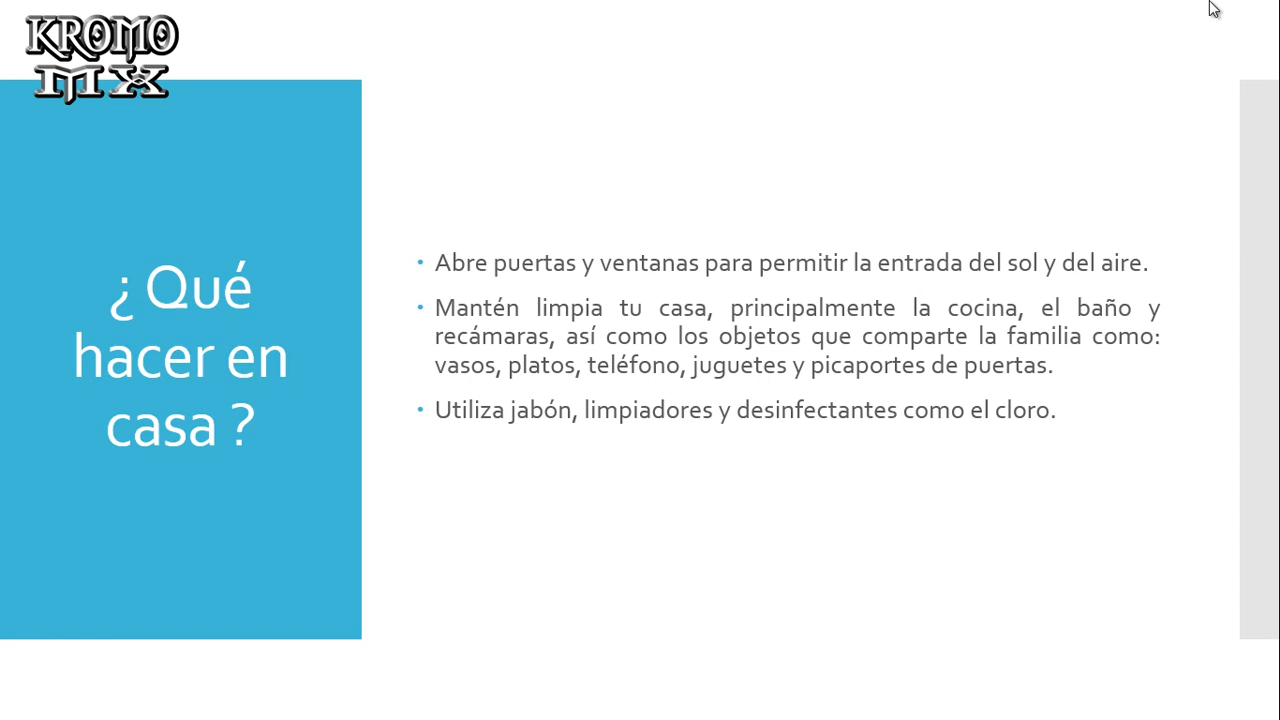 KROMO
MX
¿ Qué
hacer en
casa ?
• Abre puertas y ventanas para permitir la entrada del sol y del aire.
• Mantén limpia tu casa, principalmente la cocina, el baño y
recámaras, así como los objetos que comparte la familia como:
vasos, platos, teléfono, juguetes y picaportes de puertas.
• Utiliza jabón, limpiadores y desinfectantes como el cloro.